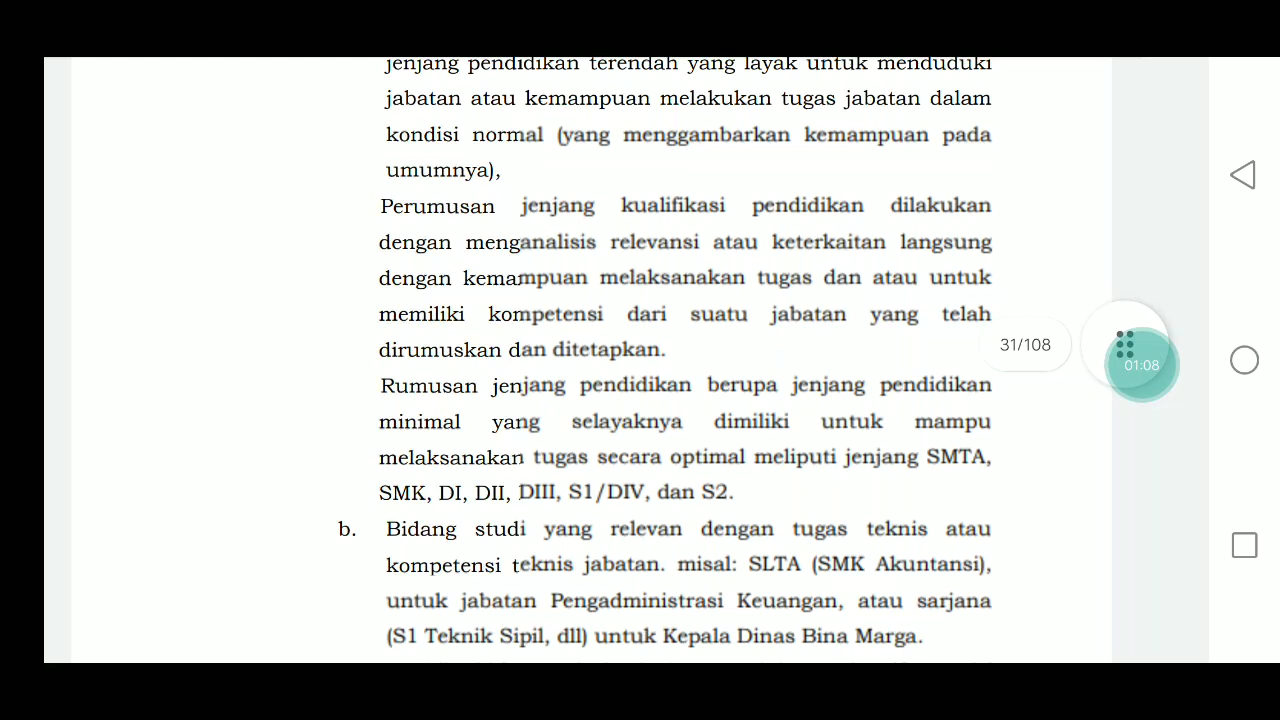 jenjang pendidikan terendah yang layak untuk menduduki
jabatan atau kemampuan melakukan tugas jabatan dalam
kondisi normal (yang menggambarkan kemampuan pada
umumnya),
Perumusan jenjang kualifikasi pendidikan dilakukan
dengan menganalisis relevansi atau keterkaitan langsung
dengan kemampuan melaksanakan tugas dan atau untuk
memiliki kompetensi dari suatu jabatan yang telah
dirumuskan dan ditetapkan.
Rumusan jenjang pendidikan berupa jenjang pendidikan
minimal yang selayaknya dimiliki untuk mampu
melaksanakan tugas secara optimal meliputi jenjang SMTA,
SMK, DI, DII, DIII, S1/DIV, dan S2.
b. Bidang studi yang relevan dengan tugas teknis atau
kompetensi teknis jabatan. misal: SLTA (SMK Akuntansi),
untuk jabatan Pengadministrasi Keuangan, atau sarjana
(S1 Teknik Sipil, dll) untuk Kepala Dinas Bina Marga.
31/108
01:08